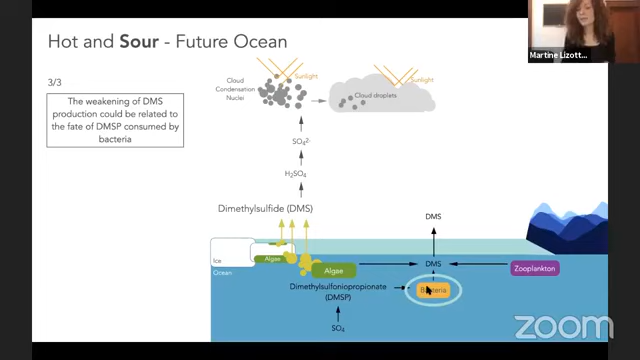 Hot and Sour - Future Ocean
Martine Lizott...
3/3
The weakening of DMS
production could be related to
the fate of DMSP consumed by
bacteria
Cloud
Condensation
Nuclei
Sunlight
Sunlight
Cloud droplets
SO₄²⁻
H₂SO₄
Dimethylsulfide (DMS)
DMS
Ice
Ocean
Algae
Algae
DMS
Zooplankton
Dimethylsulfoniopropionate
(DMSP)
Bacteria
SO₄
zoom